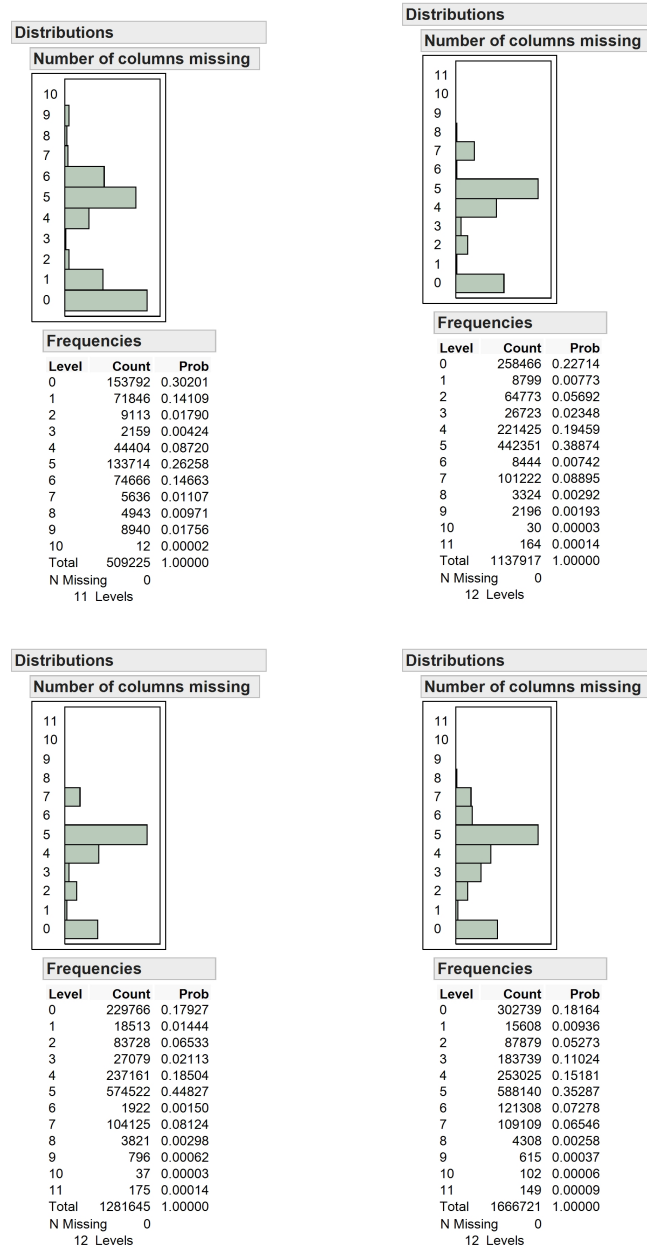 Distributions
Number of columns missing
10
9
8
7
6
5
4
3
2
1
0
Frequencies
Level Count Prob
0 153792 0.30201
1 71846 0.14109
2 9113 0.01790
3 2159 0.00424
4 44404 0.08720
5 133714 0.26258
6 74666 0.14663
7 5636 0.01107
8 4943 0.00971
9 8940 0.01756
10 12 0.00002
Total 509225 1.00000
N Missing 0
11 Levels
Distributions
Number of columns missing
11
10
9
8
7
6
5
4
3
2
1
0
Frequencies
Level Count Prob
0 258466 0.22714
1 8799 0.00773
2 64773 0.05692
3 26723 0.02348
4 221425 0.19459
5 442351 0.38874
6 8444 0.00742
7 101222 0.08895
8 3324 0.00292
9 2196 0.00193
10 30 0.00003
11 164 0.00014
Total 1137917 1.00000
N Missing 0
12 Levels
Distributions
Number of columns missing
11
10
9
8
7
6
5
4
3
2
1
0
Frequencies
Level Count Prob
0 229766 0.17927
1 18513 0.01444
2 83728 0.06533
3 27079 0.02113
4 237161 0.18504
5 574522 0.44827
6 1922 0.00150
7 104125 0.08124
8 3821 0.00298
9 796 0.00062
10 37 0.00003
11 175 0.00014
Total 1281645 1.00000
N Missing 0
12 Levels
Distributions
Number of columns missing
11
10
9
8
7
6
5
4
3
2
1
0
Frequencies
Level Count Prob
0 302739 0.18164
1 15608 0.00936
2 87879 0.05273
3 183739 0.11024
4 253025 0.15181
5 588140 0.35287
6 121308 0.07278
7 109109 0.06546
8 4308 0.00258
9 615 0.00037
10 102 0.00006
11 149 0.00009
Total 1666721 1.00000
N Missing 0
12 Levels